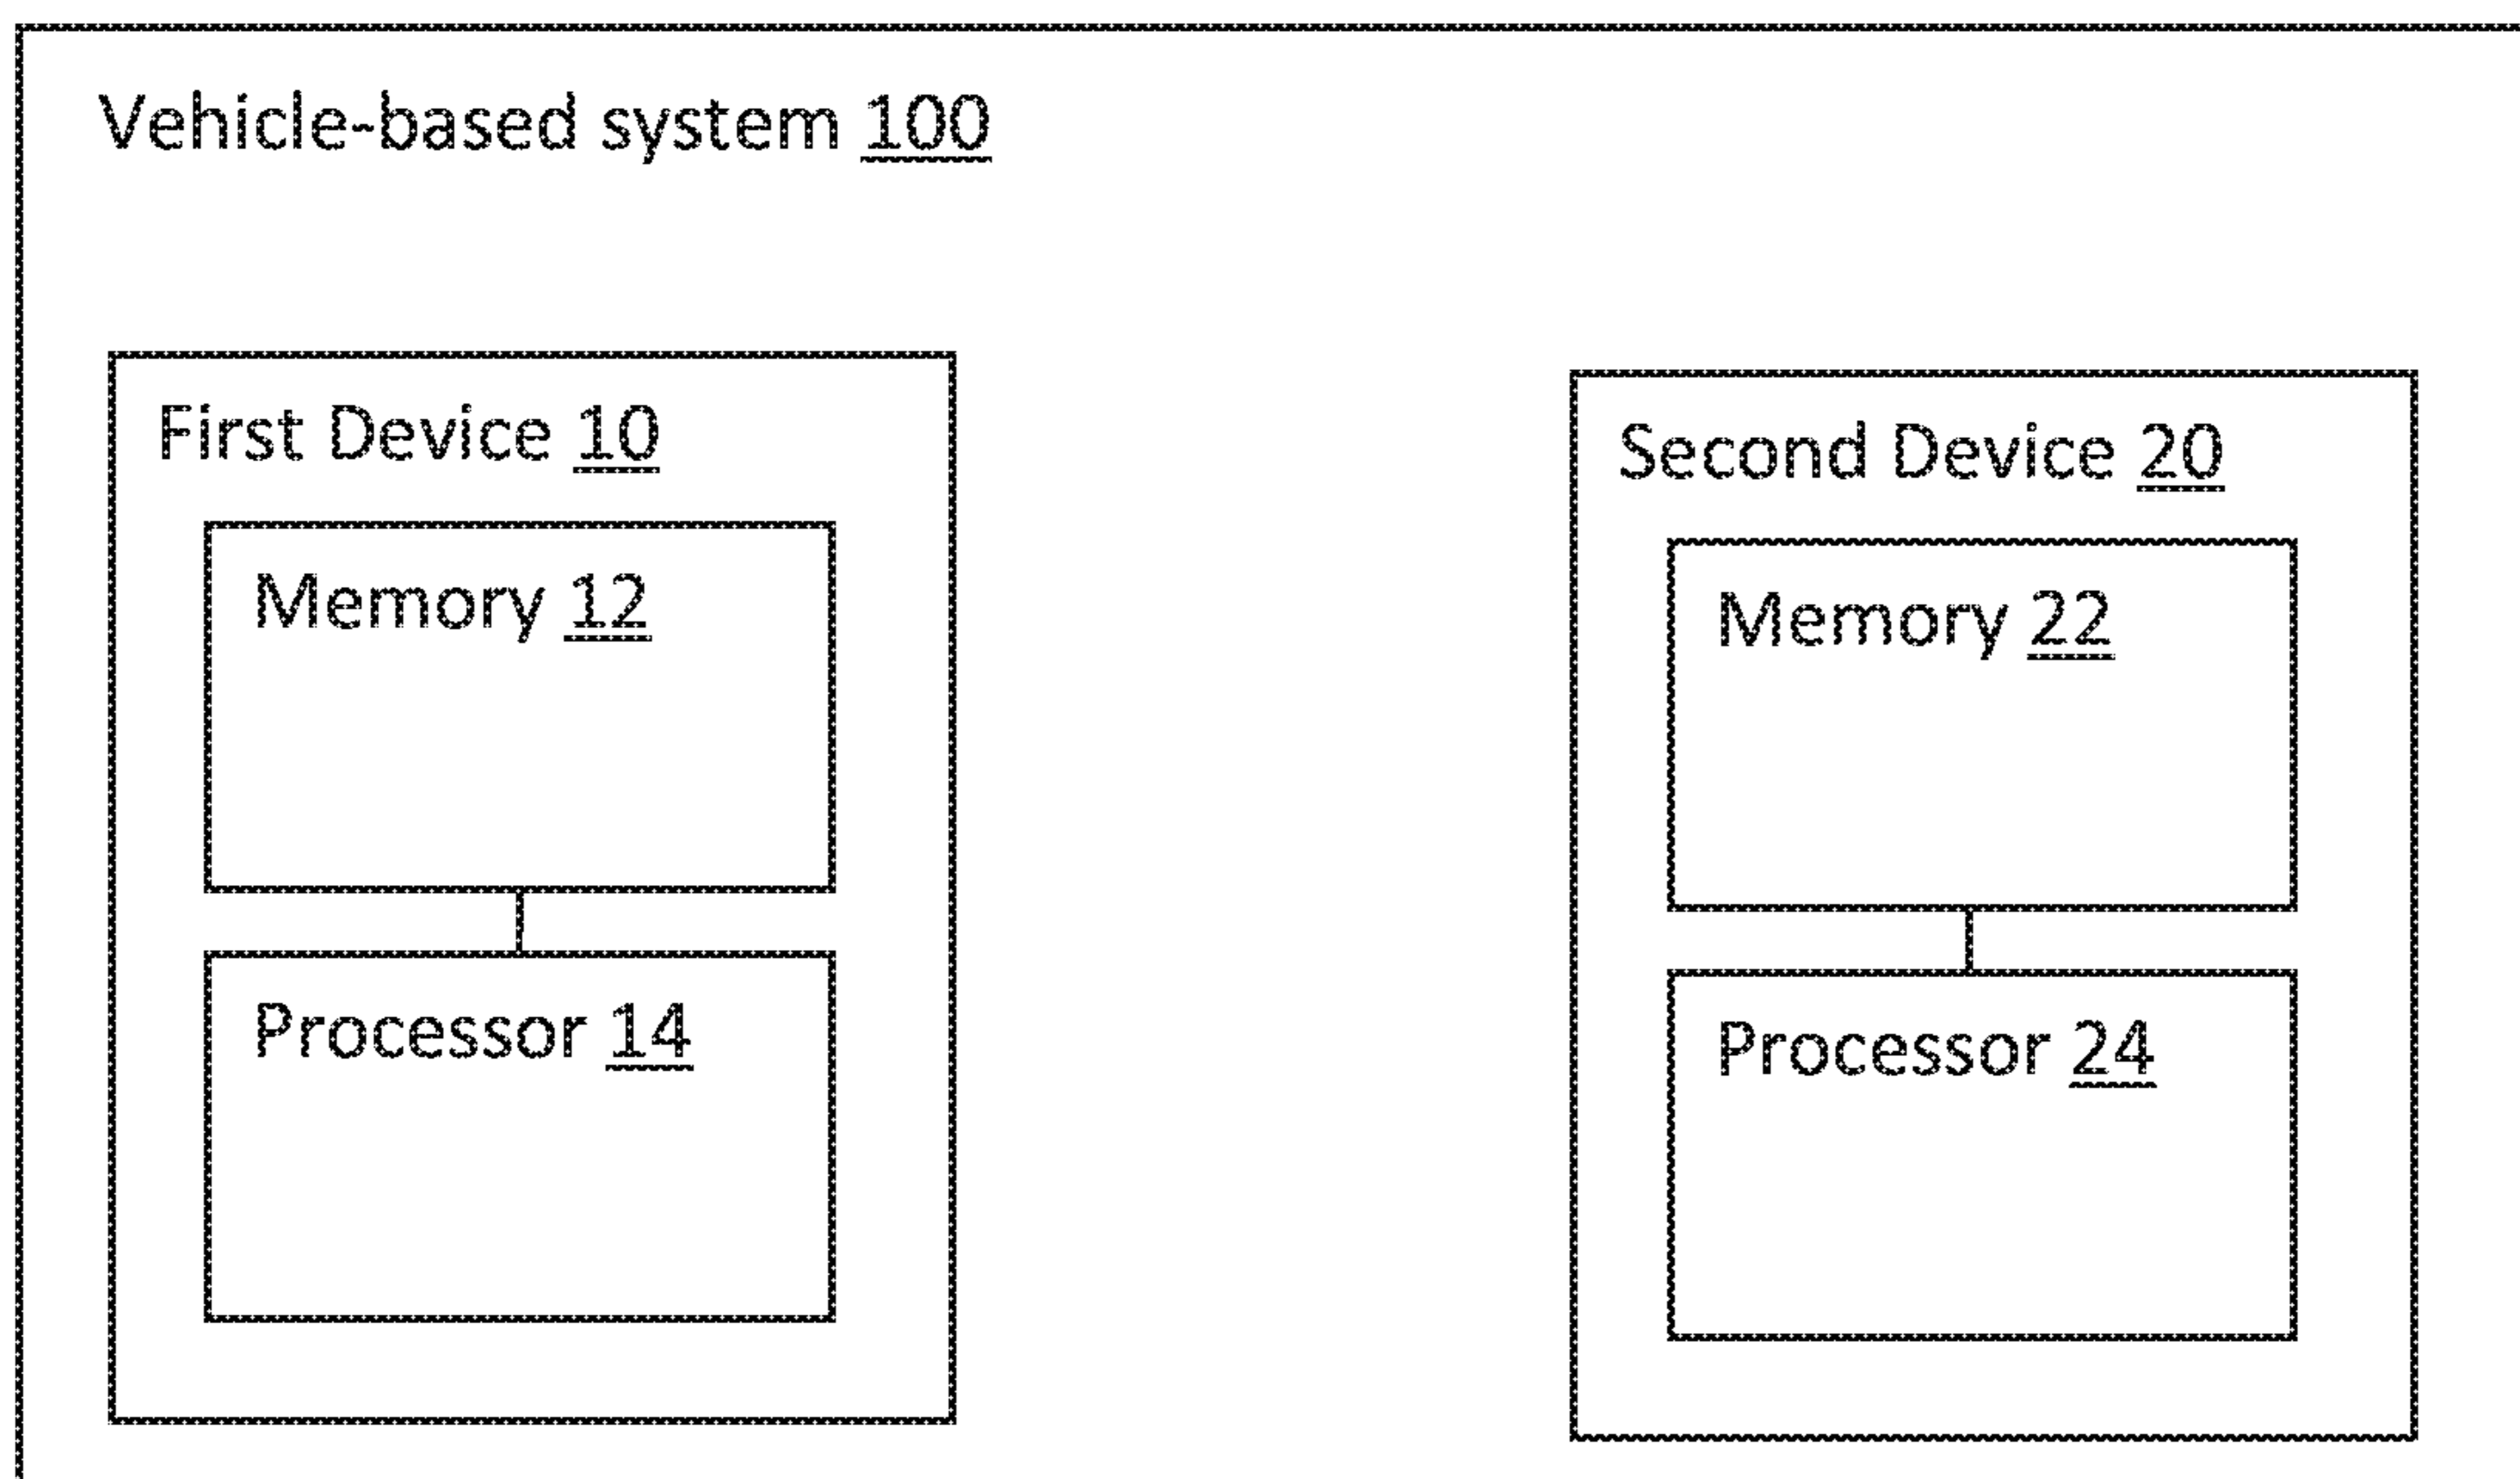 Vehicle-based system 100
First Device 10
Memory 12
Processor 14
Second Device 20
Memory 22
Processor 24